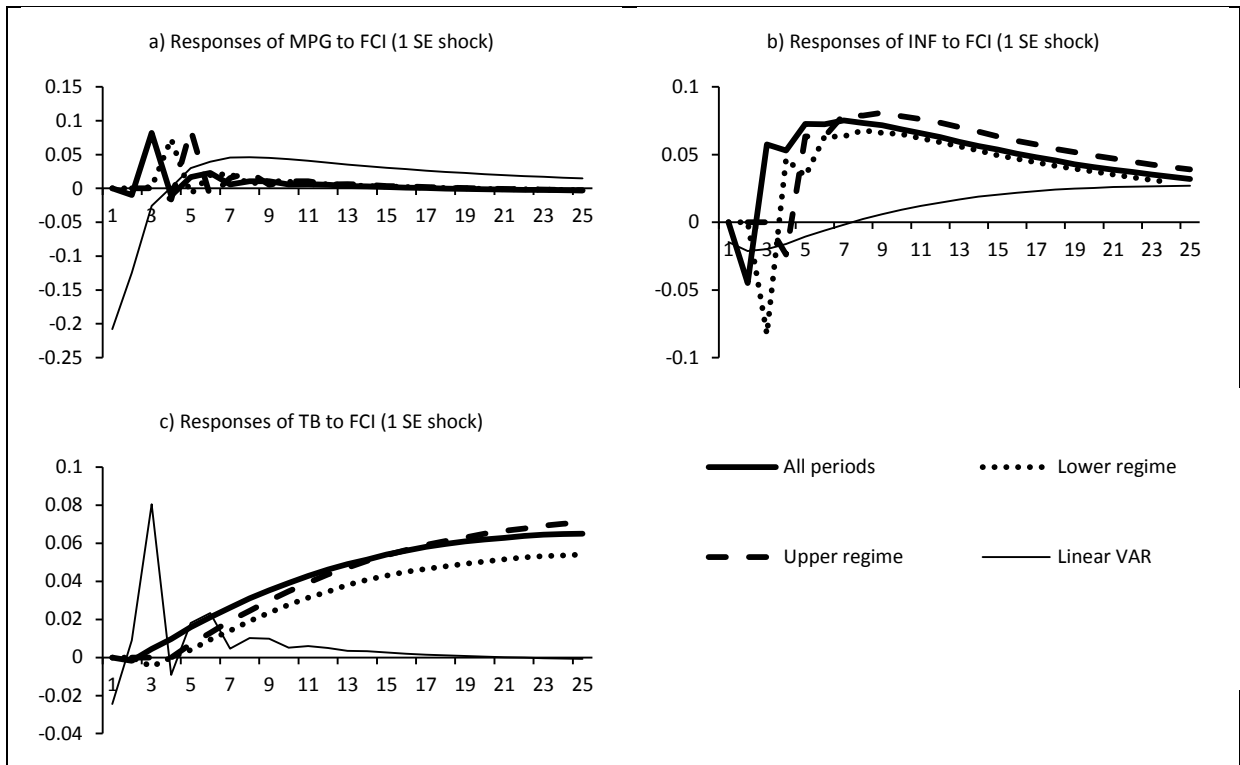 a) Responses of MPG to FCI (1 SE shock)
0.15
0.1
0.05
0
-0.05
-0.1
-0.15
-0.2
-0.25
1 3 5 7 9 11 13 15 17 19 21 23 25
b) Responses of INF to FCI (1 SE shock)
0.1
0.05
0
-0.05
-0.1
1 3 5 7 9 11 13 15 17 19 21 23 25
c) Responses of TB to FCI (1 SE shock)
0.1
0.08
0.06
0.04
0.02
0
-0.02
-0.04
1 3 5 7 9 11 13 15 17 19 21 23 25
All periods
Lower regime
Upper regime
Linear VAR